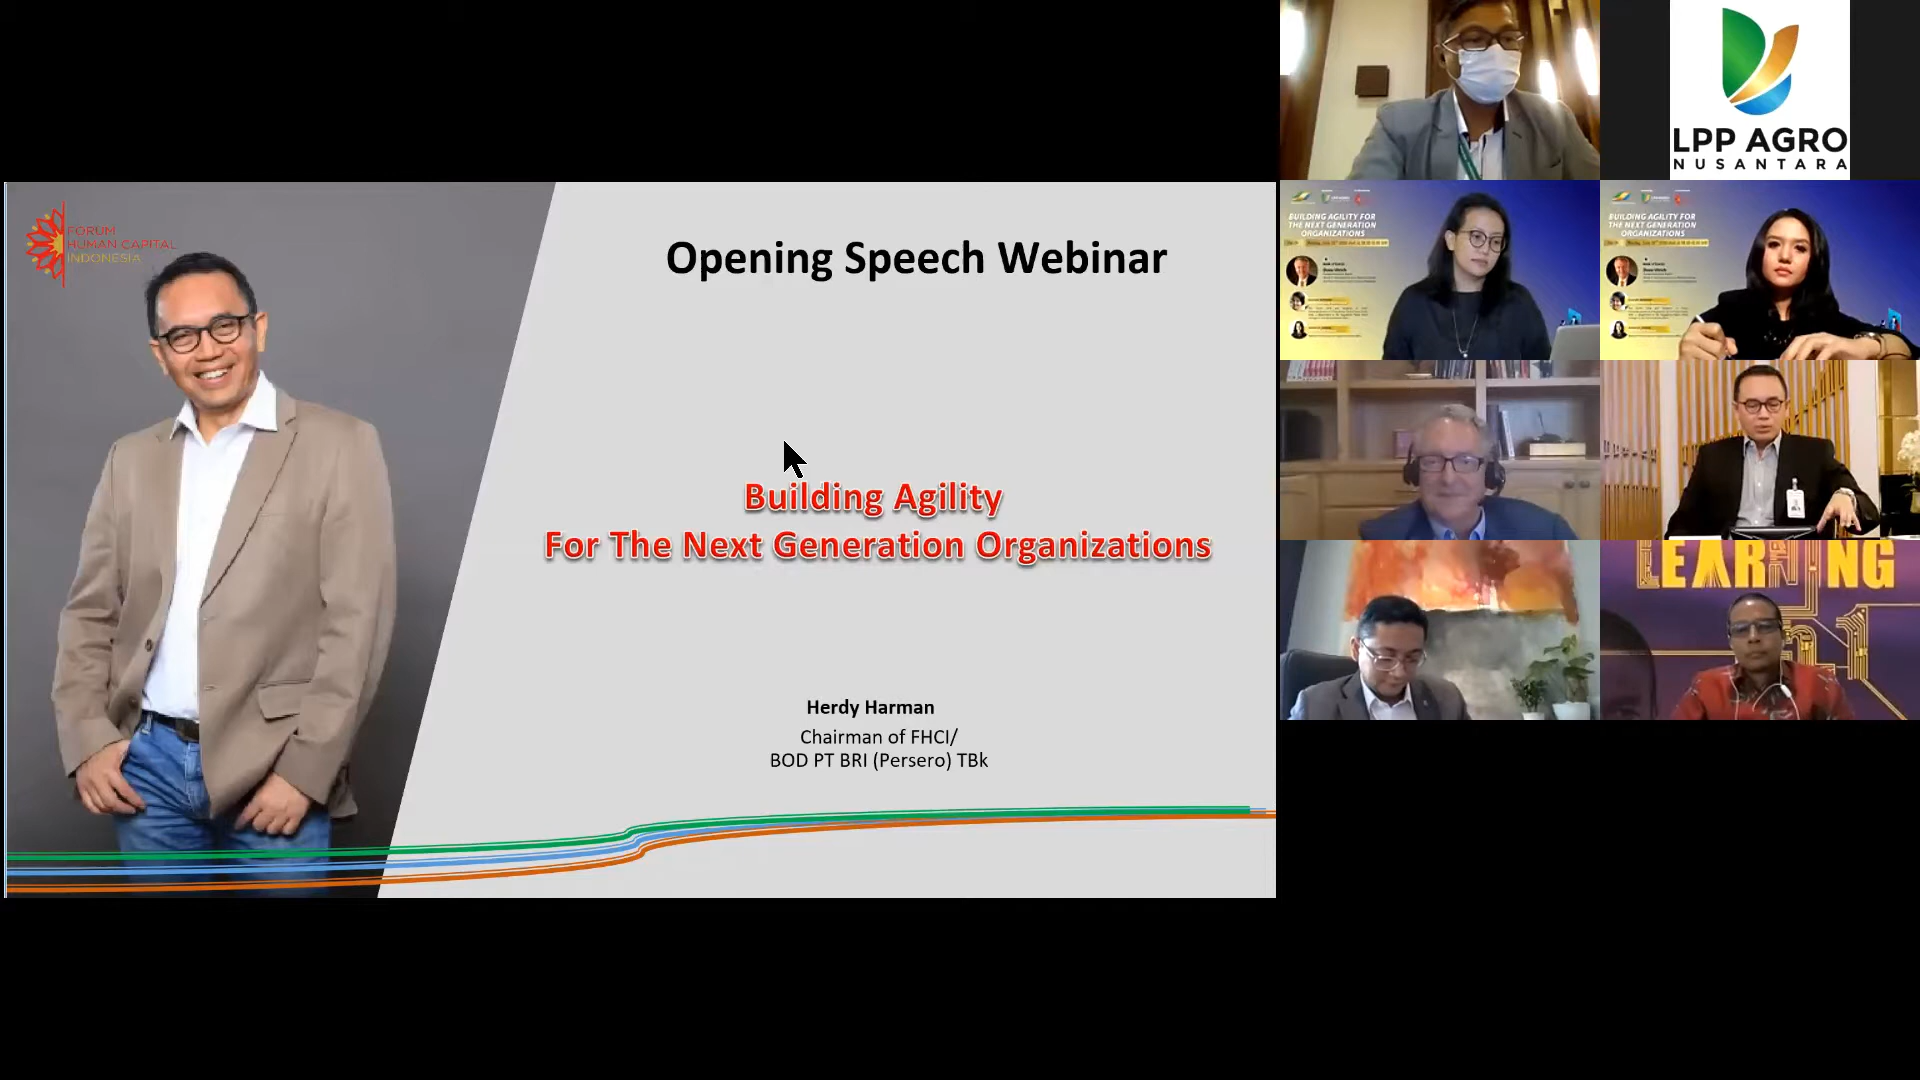 FORUM
HUMAN CAPITAL
INDONESIA
Opening Speech Webinar
Building Agility
For The Next Generation Organizations
Herdy Harman
Chairman of FHCI/
BOD PT BRI (Persero) TBk
LPP AGRO
NUSANTARA
BUILDING AGILITY FOR
THE NEXT GENERATION
ORGANIZATIONS
BUILDING AGILITY FOR
THE NEXT GENERATION
ORGANIZATIONS
LEARNING